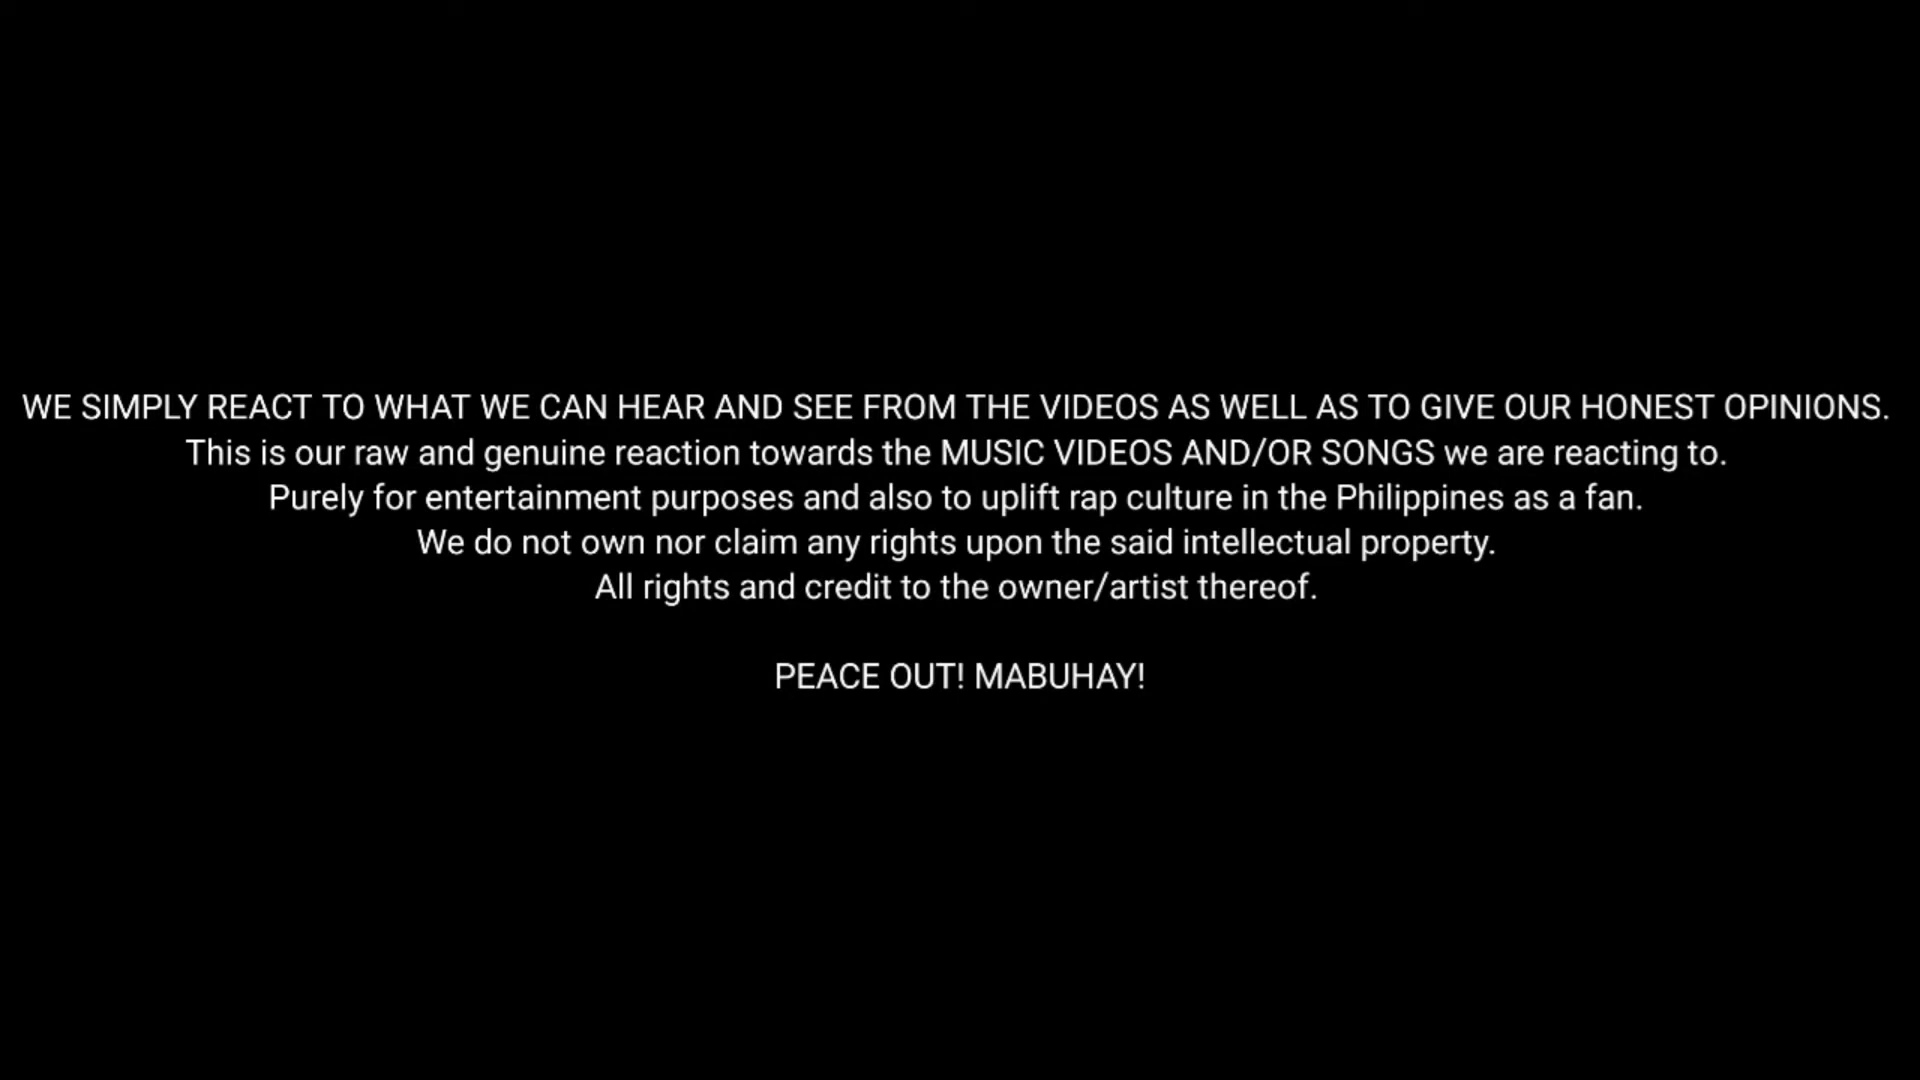 WE SIMPLY REACT TO WHAT WE CAN HEAR AND SEE FROM THE VIDEOS AS WELL AS TO GIVE OUR HONEST OPINIONS.
This is our raw and genuine reaction towards the MUSIC VIDEOS AND/OR SONGS we are reacting to.
Purely for entertainment purposes and also to uplift rap culture in the Philippines as a fan.
We do not own nor claim any rights upon the said intellectual property.
All rights and credit to the owner/artist thereof.
PEACE OUT! MABUHAY!